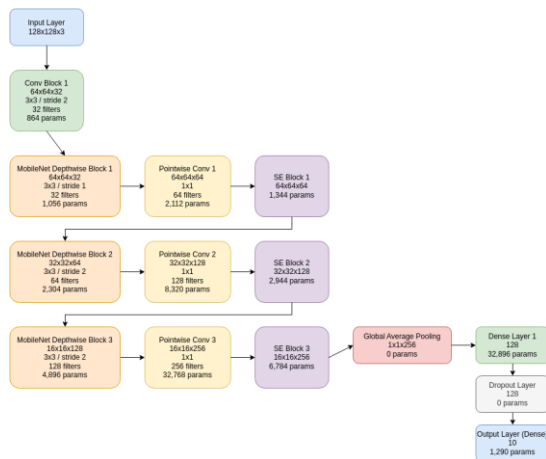 Input Layer
128x128x3
Conv Block 1
64x64x32
3x3 / stride 2
32 filters
864 params
MobileNet Depthwise Block 1
64x64x32
3x3 / stride 1
32 filters
1,056 params
Pointwise Conv 1
64x64x64
1x1
64 filters
2,112 params
SE Block 1
64x64x64
1,344 params
MobileNet Depthwise Block 2
32x32x64
3x3 / stride 2
64 filters
2,304 params
Pointwise Conv 2
32x32x128
1x1
128 filters
8,320 params
SE Block 2
32x32x128
2,944 params
MobileNet Depthwise Block 3
16x16x128
3x3 / stride 2
128 filters
4,896 params
Pointwise Conv 3
16x16x256
1x1
256 filters
32,768 params
SE Block 3
16x16x256
6,784 params
Global Average Pooling
1x1x256
0 params
Dense Layer 1
128
32,896 params
Dropout Layer
128
0 params
Output Layer (Dense)
10
1,290 params